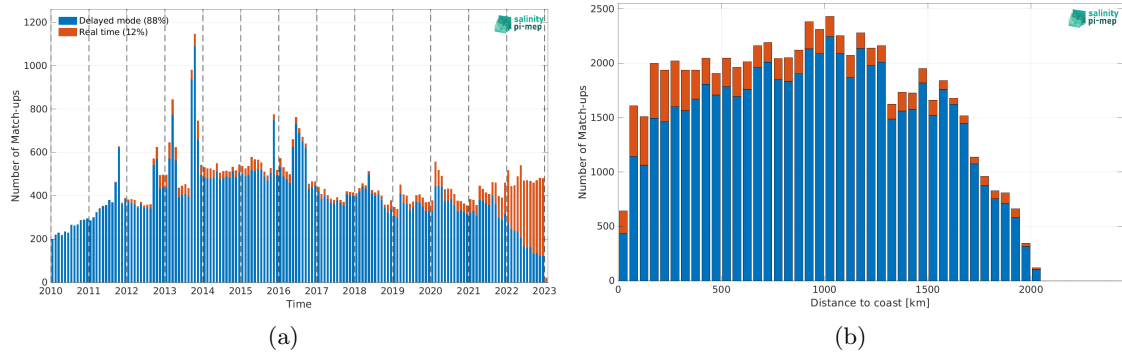 Delayed mode (88%)
Real time (12%)
salinity
pi-mep
Number of Match-ups
0
200
400
600
800
1000
1200
2010 2011 2012 2013 2014 2015 2016 2017 2018 2019 2020 2021 2022 2023
Time
(a)
salinity
pi-mep
Number of Match-ups
2500
2000
1500
1000
500
0
0 500 1000 1500 2000
Distance to coast [km]
(b)